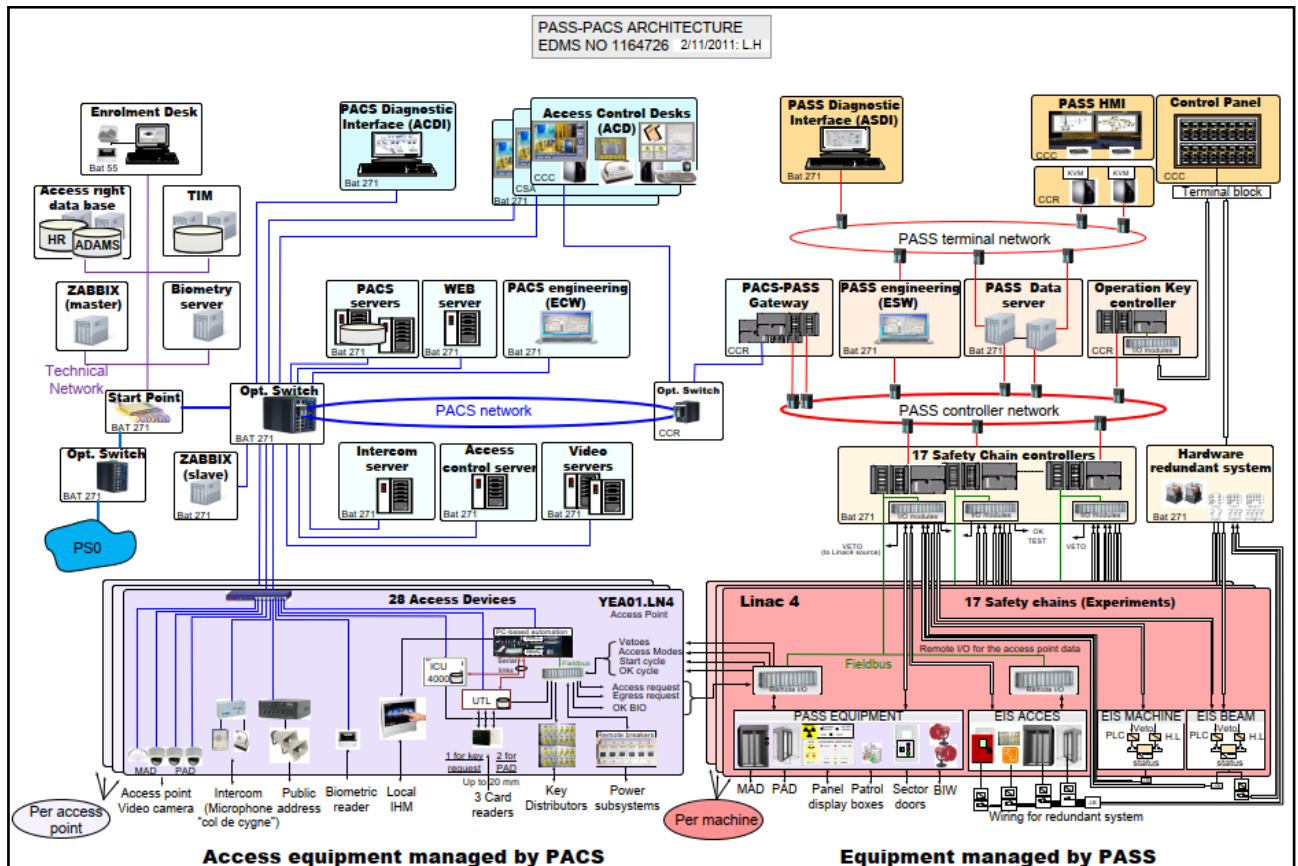 PASS-PACS ARCHITECTURE
EDMS NO 1164726 2/11/2011: L.H
Enrolment Desk
Bat 55
PACS Diagnostic
Interface (ACDI)
Bat 271
Access Control Desks
(ACD)
CCC
CSA
Bat 271
PASS Diagnostic
Interface (ASDI)
Bat 271
PASS HMI
CCC
KVM
KVM
CCR
Control Panel
CCC
Terminal block
Access right
data base
HR
ADAMS
TIM
PASS terminal network
ZABBIX
(master)
Biometry
server
Technical
Network
PACS
servers
Bat 271
WEB
server
Bat 271
PACS engineering
(ECW)
Bat 271
PACS-PASS
Gateway
CCR
PASS engineering
(ESW)
Bat 271
PASS Data
server
Bat 271
Operation Key
controller
I/O modules
CCR
Start Point
BAT 271
Opt. Switch
BAT 271
PACS network
Opt. Switch
CCR
PASS controller network
Opt. Switch
BAT 271
ZABBIX
(slave)
Bat 271
Intercom
server
Bat 271
Access
control server
Bat 271
Video
servers
Bat 271
17 Safety Chain controllers
I/O modules
I/O modules
I/O modules
Bat 271
Hardware
redundant system
Bat 271
PS0
VETO
(to Linac4 source)
OK
TEST
VETO
28 Access Devices
YEA01.LN4
Access Point
PC-based automation
Serial
links
Fieldbus
ICU
4000
UTL
Vetoes
Access Modes
Start cycle
OK cycle
Access request
Egress request
OK BIO
Remote breakers
MAD
PAD
1 for key
request
2 for
PAD
Up to 20 mm
Access point
Video camera
Intercom
(Microphone
"col de cygne")
Public
address
Biometric
reader
Local
IHM
3 Card
readers
Key
Distributors
Power
subsystems
Per access
point
Access equipment managed by PACS
Linac 4
17 Safety chains (Experiments)
Remote I/O for the access point data
Fieldbus
Remote I/O
Remote I/O
PASS EQUIPMENT
EIS ACCES
EIS MACHINE
PLC
Veto
H.L
status
EIS BEAM
PLC
Veto
H.L
status
MAD
PAD
Panel
display
Patrol
boxes
Sector
doors
BIW
Wiring for redundant system
Per machine
Equipment managed by PASS